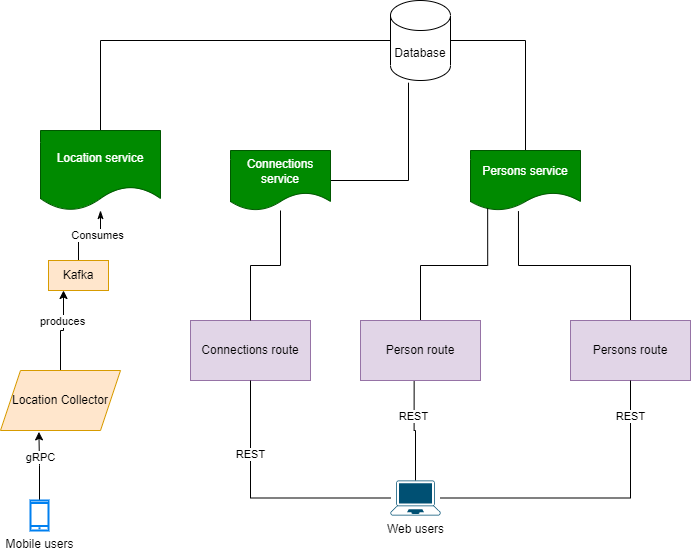 Database
Location service
Connections
service
Persons service
Consumes
Kafka
produces
Connections route
Person route
Persons route
Location Collector
REST
REST
REST
gRPC
Web users
Mobile users